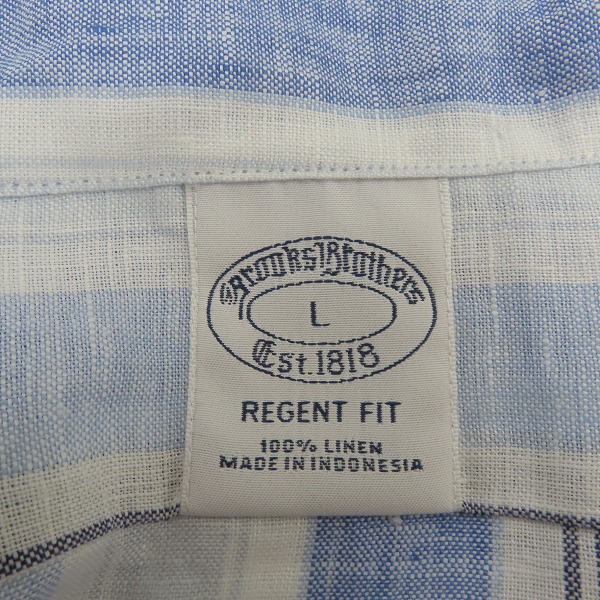 Brooks Brothers
L
Est. 1818
REGENT FIT
100% LINEN
MADE IN INDONESIA